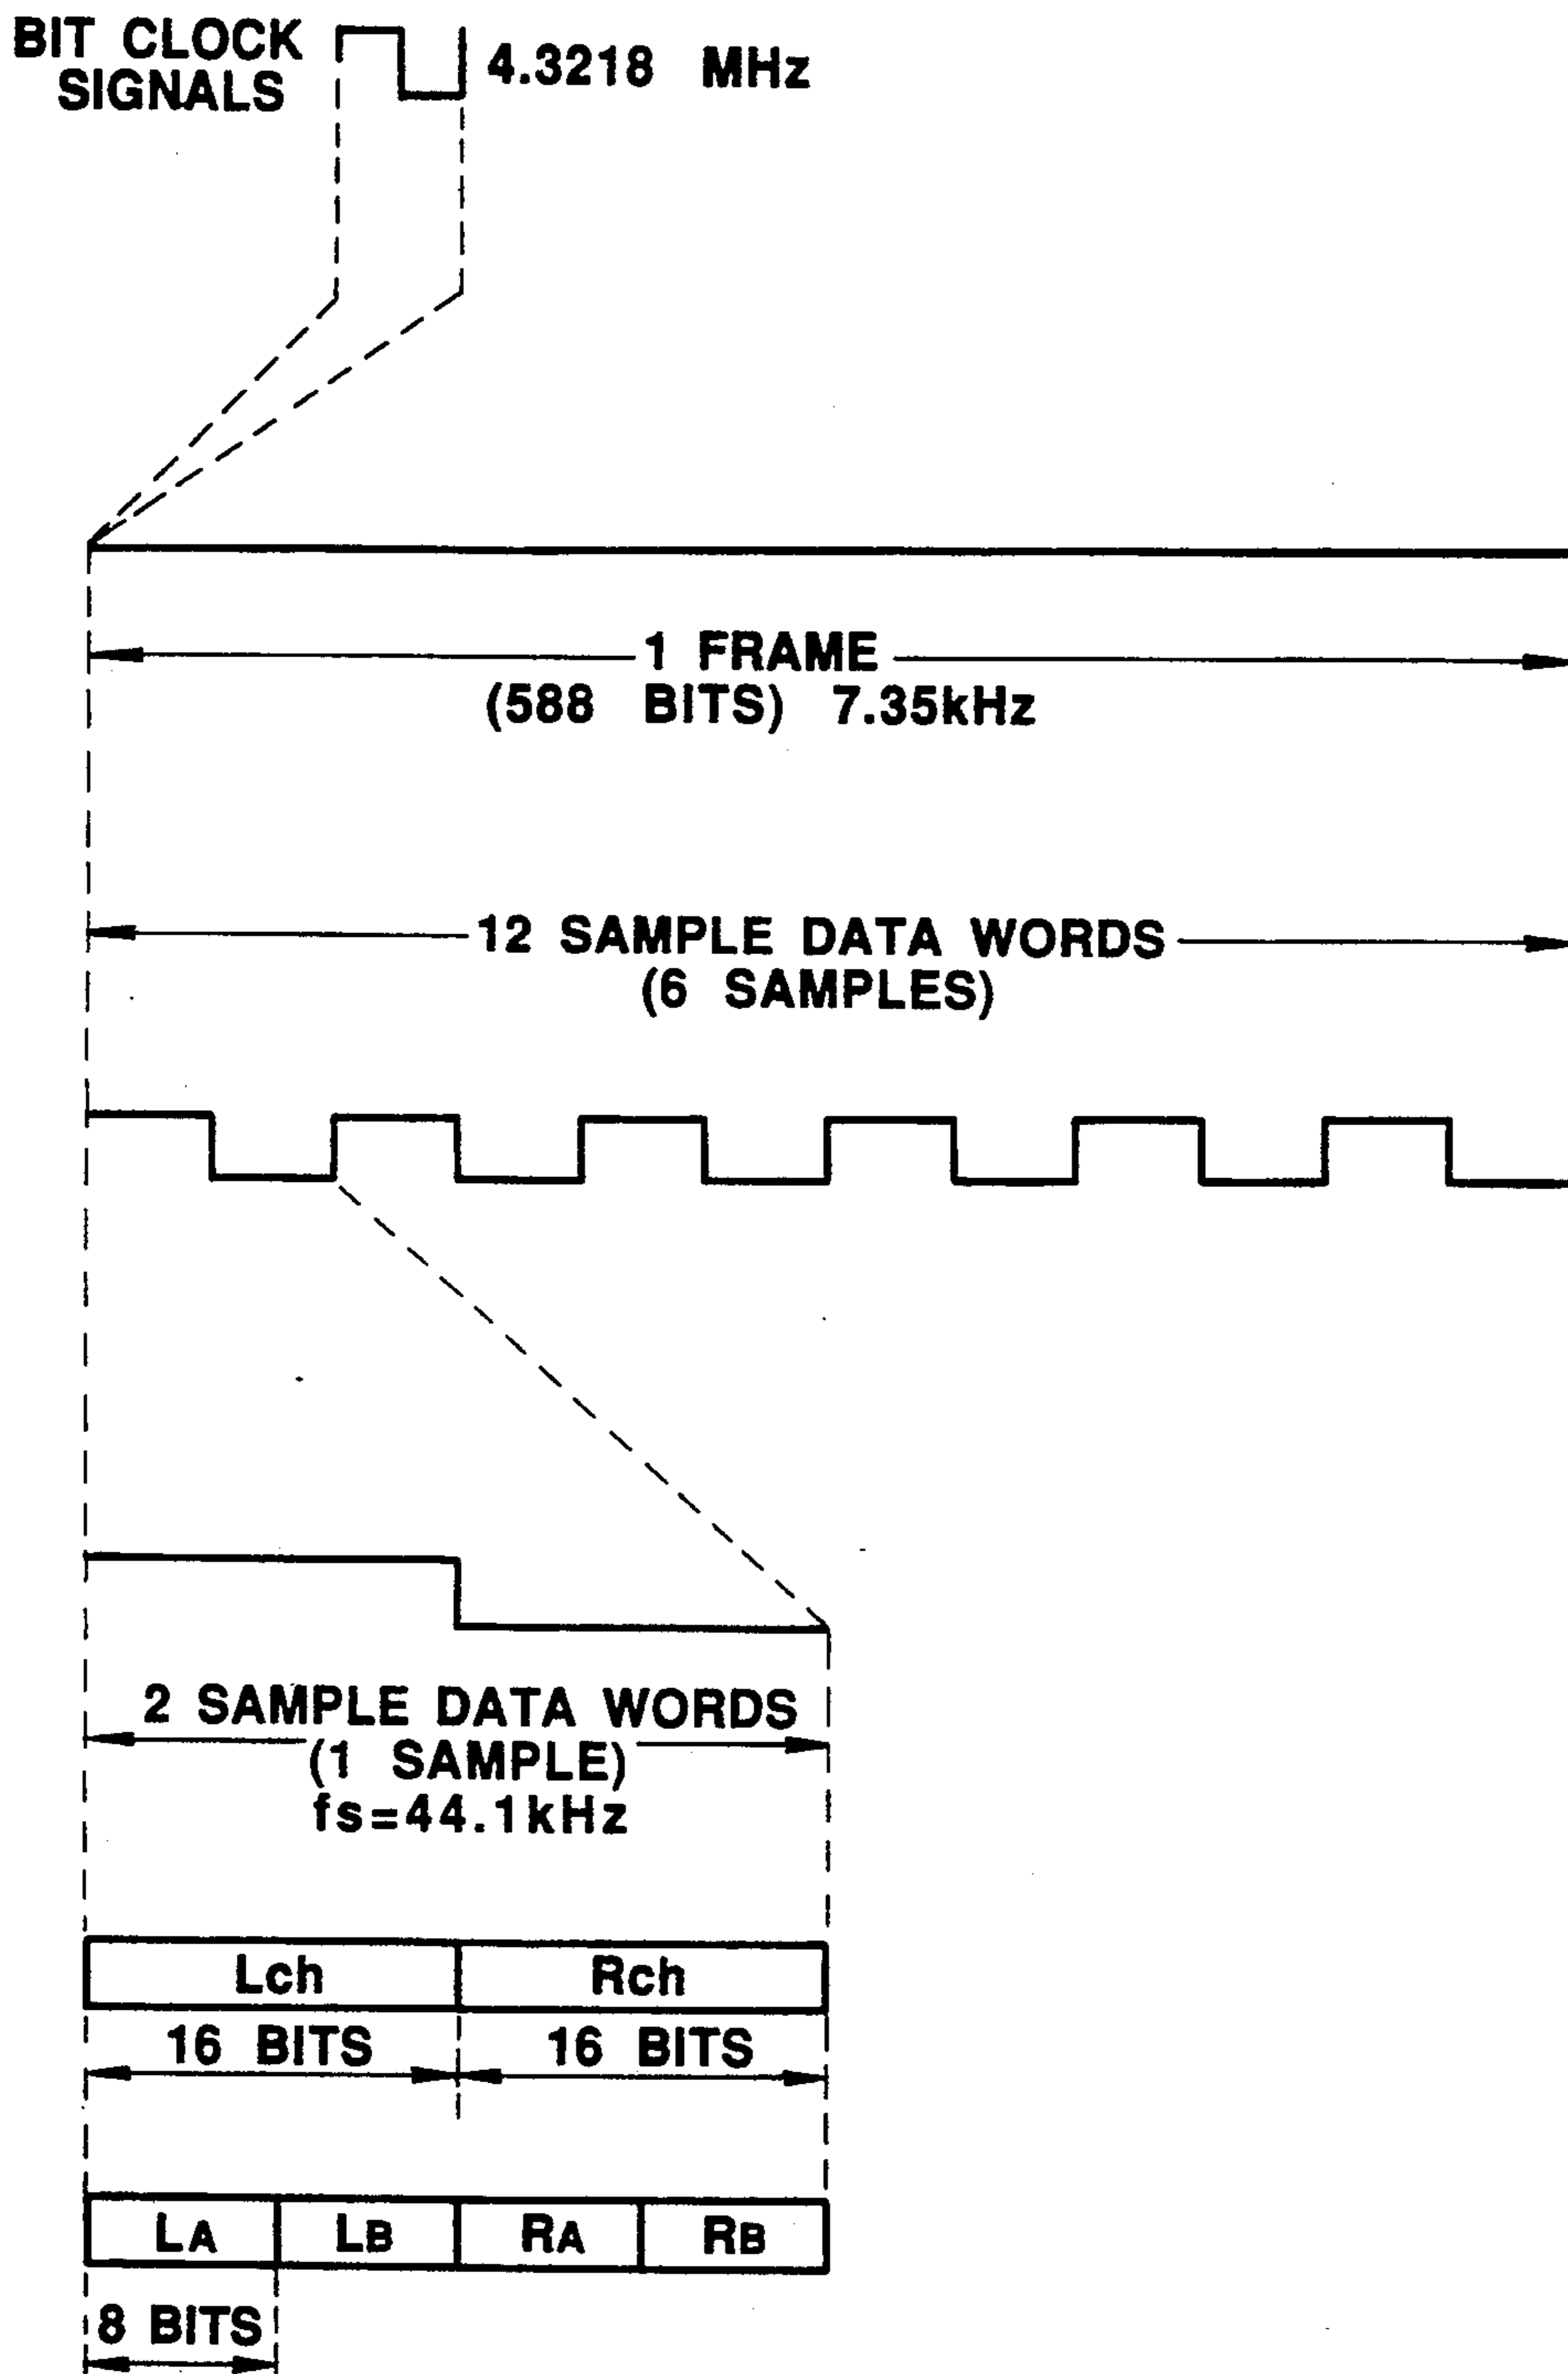 BIT CLOCK
SIGNALS
4.3218 MHz
1 FRAME
(588 BITS) 7.35kHz
12 SAMPLE DATA WORDS
(6 SAMPLES)
2 SAMPLE DATA WORDS
(1 SAMPLE)
fs=44.1kHz
Lch Rch
16 BITS 16 BITS
LA LB RA RB
8 BITS